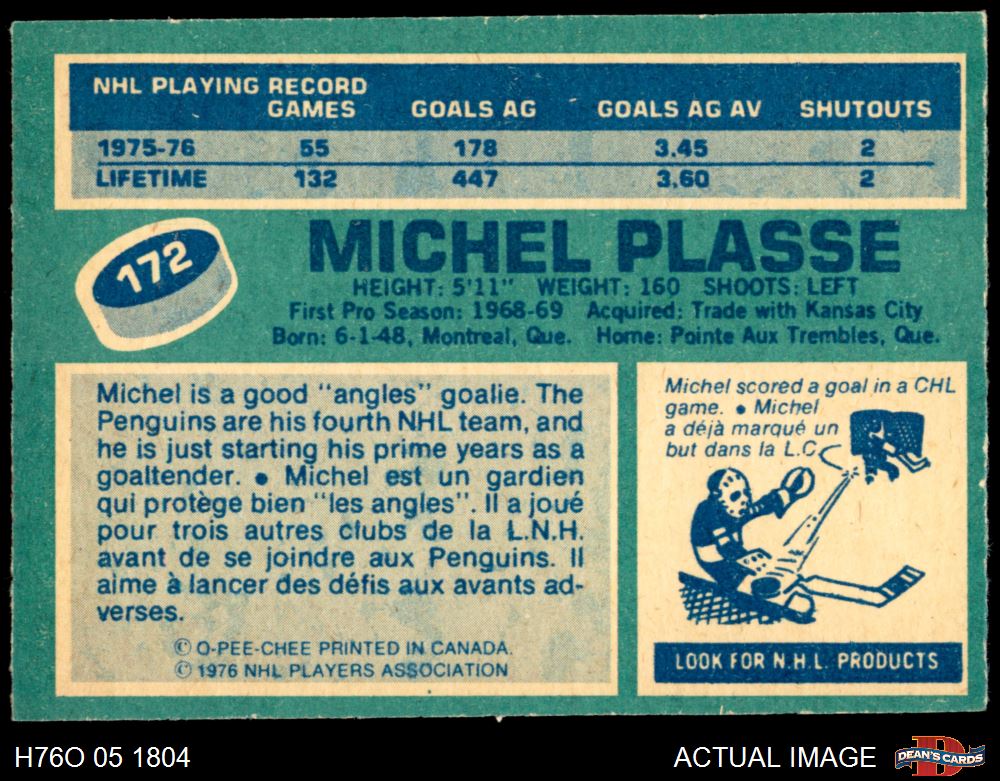 NHL PLAYING RECORD
GAMES GOALS AG GOALS AG AV SHUTOUTS
1975-76 55 178 3.45 2
LIFETIME 132 447 3.60 2
172
MICHEL PLASSE
HEIGHT: 5'11" WEIGHT: 160 SHOOTS: LEFT
First Pro Season: 1968-69 Acquired: Trade with Kansas City
Born: 6-1-48, Montreal, Que. Home: Pointe Aux Trembles, Que.
Michel is a good "angles" goalie. The
Penguins are his fourth NHL team, and
he is just starting his prime years as a
goaltender. • Michel est un gardien
qui protège bien "les angles". Il a joué
pour trois autres clubs de la L.N.H.
avant de se joindre aux Penguins. Il
aime à lancer des défis aux avants ad-
verses.
© O-PEE-CHEE PRINTED IN CANADA.
© 1976 NHL PLAYERS ASSOCIATION
Michel scored a goal in a CHL
game. • Michel
a déjà marqué un
but dans la L.C.
LOOK FOR N.H.L. PRODUCTS
H76O 05 1804
ACTUAL IMAGE
DEAN'S CARDS